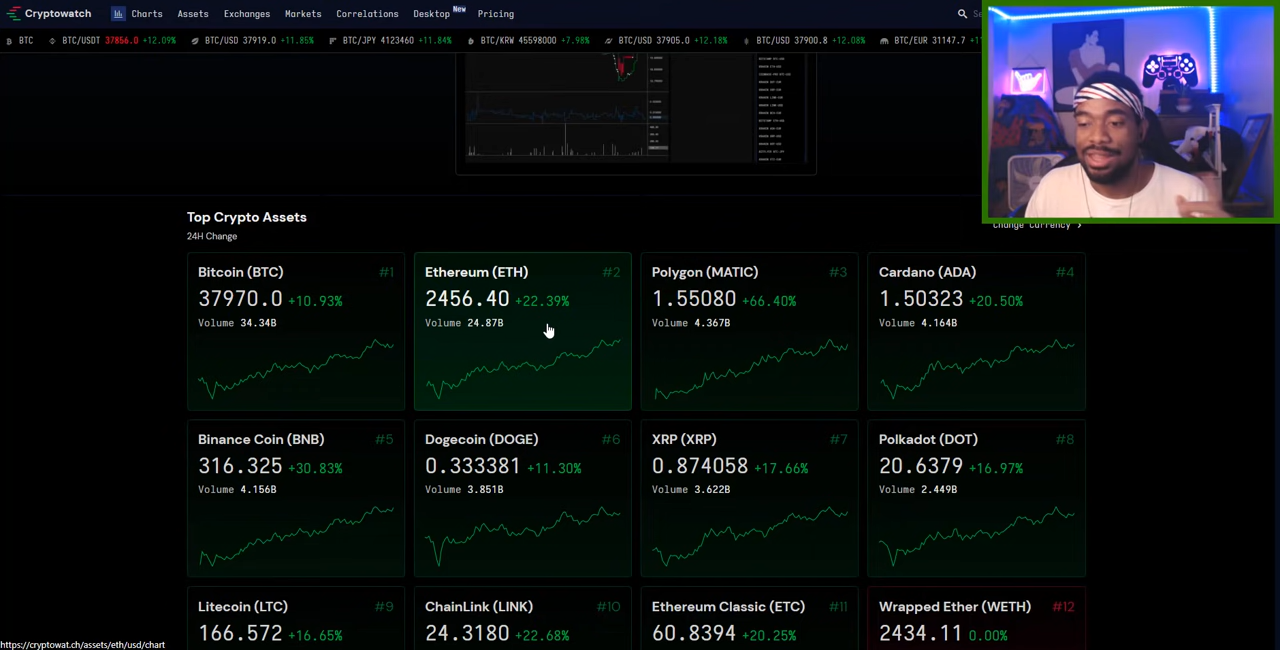 Cryptowatch Charts Assets Exchanges Markets Correlations Desktop New Pricing
BTC BTC/USDT 37856.0 +12.09% BTC/USD 37919.0 +11.85% BTC/JPY 4123460 +11.84% BTC/KRW 45598000 +7.98% BTC/USD 37905.0 +12.18% BTC/USD 37900.8 +12.08% BTC/EUR 31147.7
Top Crypto Assets
24H Change
Change Currency >
Bitcoin (BTC) #1
37970.0 +10.93%
Volume 34.34B
Ethereum (ETH) #2
2456.40 +22.39%
Volume 24.87B
Polygon (MATIC) #3
1.55080 +66.40%
Volume 4.367B
Cardano (ADA) #4
1.50323 +20.50%
Volume 4.164B
Binance Coin (BNB) #5
316.325 +30.83%
Volume 4.156B
Dogecoin (DOGE) #6
0.333381 +11.30%
Volume 3.851B
XRP (XRP) #7
0.874058 +17.66%
Volume 3.622B
Polkadot (DOT) #8
20.6379 +16.97%
Volume 2.449B
Litecoin (LTC) #9
166.572 +16.65%
ChainLink (LINK) #10
24.3180 +22.68%
Ethereum Classic (ETC) #11
60.8394 +20.25%
Wrapped Ether (WETH) #12
2434.11 0.00%
https://cryptowat.ch/assets/eth/usd/chart